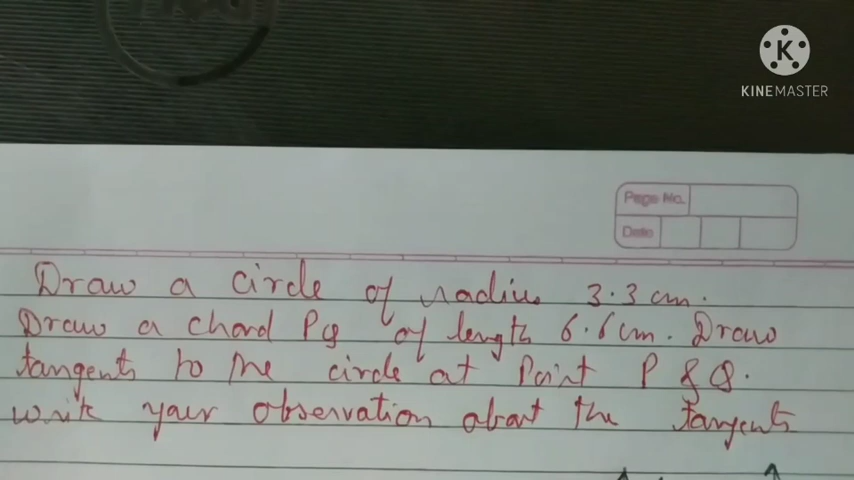 KINEMASTER
Page No.
Date
Draw a circle of radius 3.3 cm.
Draw a chord PQ of length 6.6 cm. Draw
tangents to the circle at Point P & Q.
write your observation about the tangents